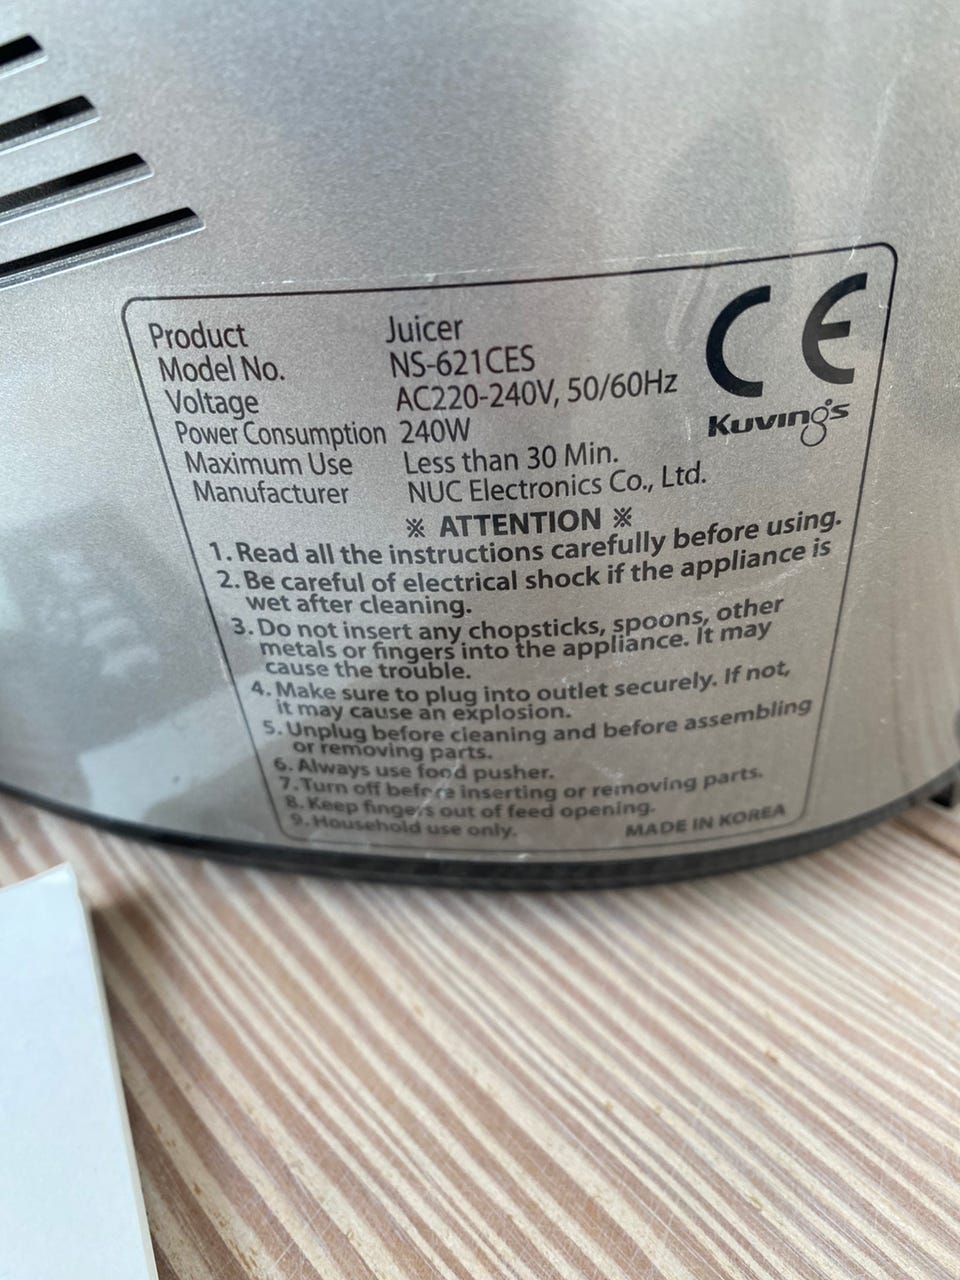 CE
Kuving's
Product Juicer
Model No. NS-621CES
Voltage AC220-240V, 50/60Hz
Power Consumption 240W
Maximum Use Less than 30 Min.
Manufacturer NUC Electronics Co., Ltd.
※ ATTENTION ※
1. Read all the instructions carefully before using.
2. Be careful of electrical shock if the appliance is
wet after cleaning.
3. Do not insert any chopsticks, spoons, other
metals or fingers into the appliance. It may
cause the trouble.
4. Make sure to plug into outlet securely. If not,
it may cause an explosion.
5. Unplug before cleaning and before assembling
or removing parts.
6. Always use food pusher.
7. Turn off before inserting or removing parts.
8. Keep fingers out of feed opening.
9. Household use only.
MADE IN KOREA